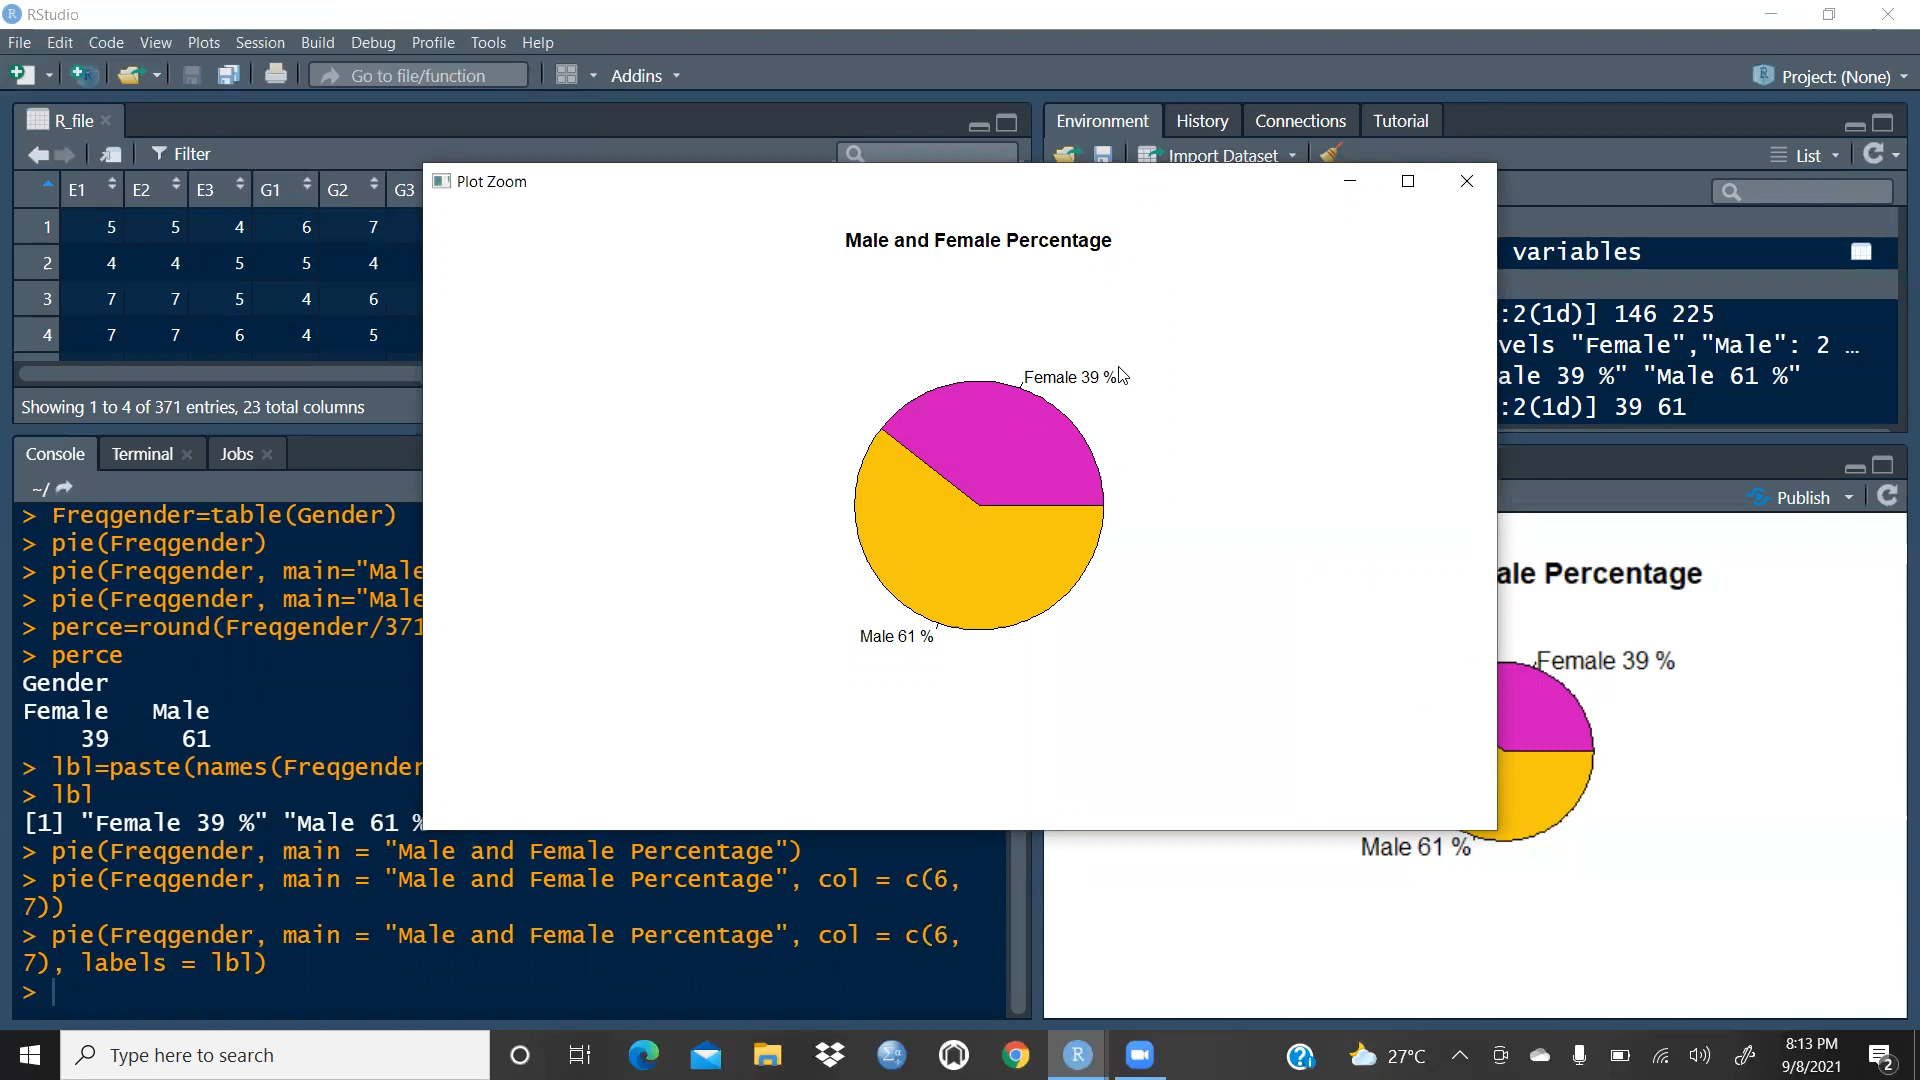 RStudio
File Edit Code View Plots Session Build Debug Profile Tools Help
Go to file/function
Addins
Project: (None)
R_file
Filter
E1 E2 E3 G1 G2 G3
1 5 5 4 6 7
2 4 4 5 5 4
3 7 7 5 4 6
4 7 7 6 4 5
Showing 1 to 4 of 371 entries, 23 total columns
Environment History Connections Tutorial
Import Dataset
List
variables
:2(1d)] 146 225
vels "Female","Male": 2 …
ale 39 %" "Male 61 %"
:2(1d)] 39 61
Plot Zoom
Male and Female Percentage
Female 39 %
Male 61 %
Console Terminal Jobs
~/
> Freqgender=table(Gender)
> pie(Freqgender)
> pie(Freqgender, main="Male
> pie(Freqgender, main="Male
> perce=round(Freqgender/371
> perce
Gender
Female Male
39 61
> lbl=paste(names(Freqgender
> lbl
[1] "Female 39 %" "Male 61 %
> pie(Freqgender, main = "Male and Female Percentage")
> pie(Freqgender, main = "Male and Female Percentage", col = c(6,
7))
> pie(Freqgender, main = "Male and Female Percentage", col = c(6,
7), labels = lbl)
>
Publish
ale Percentage
Female 39 %
Male 61 %
Type here to search
27°C
8:13 PM
9/8/2021
2